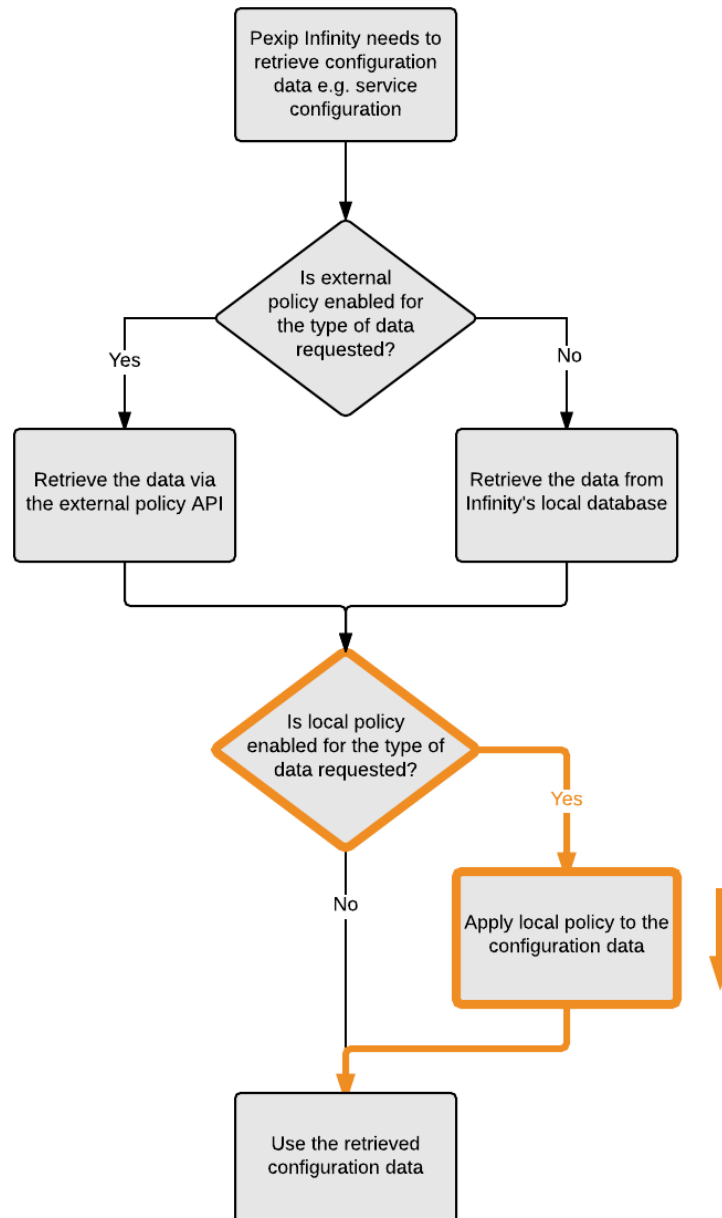 Pexip Infinity needs to
retrieve configuration
data e.g. service
configuration
Is external
policy enabled for
the type of data
requested?
Yes
No
Retrieve the data via
the external policy API
Retrieve the data from
Infinity's local database
Is local policy
enabled for the type of
data requested?
Yes
No
Apply local policy to the
configuration data
Use the retrieved
configuration data